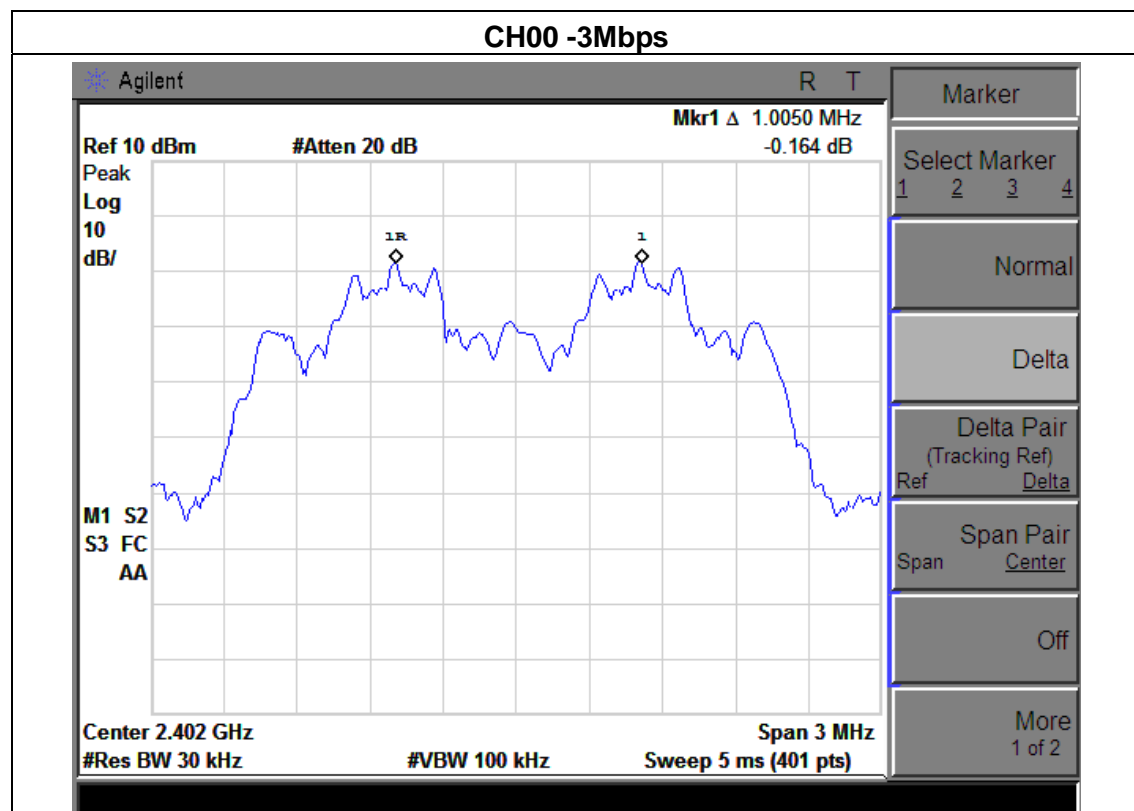 CH00 -3Mbps
Agilent R T
Mkr1 Δ 1.0050 MHz
Ref 10 dBm #Atten 20 dB -0.164 dB
Peak
Log
10
dB/
1R 1
M1 S2
S3 FC
AA
Center 2.402 GHz Span 3 MHz
#Res BW 30 kHz #VBW 100 kHz Sweep 5 ms (401 pts)
Marker
Select Marker
1 2 3 4
Normal
Delta
Delta Pair
(Tracking Ref)
Ref Delta
Span Pair
Span Center
Off
More
1 of 2